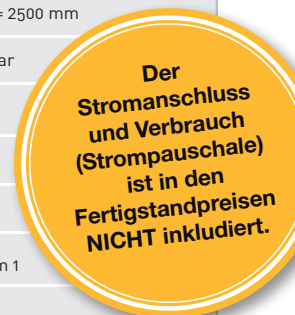 = 2500 mm
ar
Der
Stromanschluss
und Verbrauch
(Strompauschale)
ist in den
Fertigstandpreisen
NICHT inkludiert.
m 1